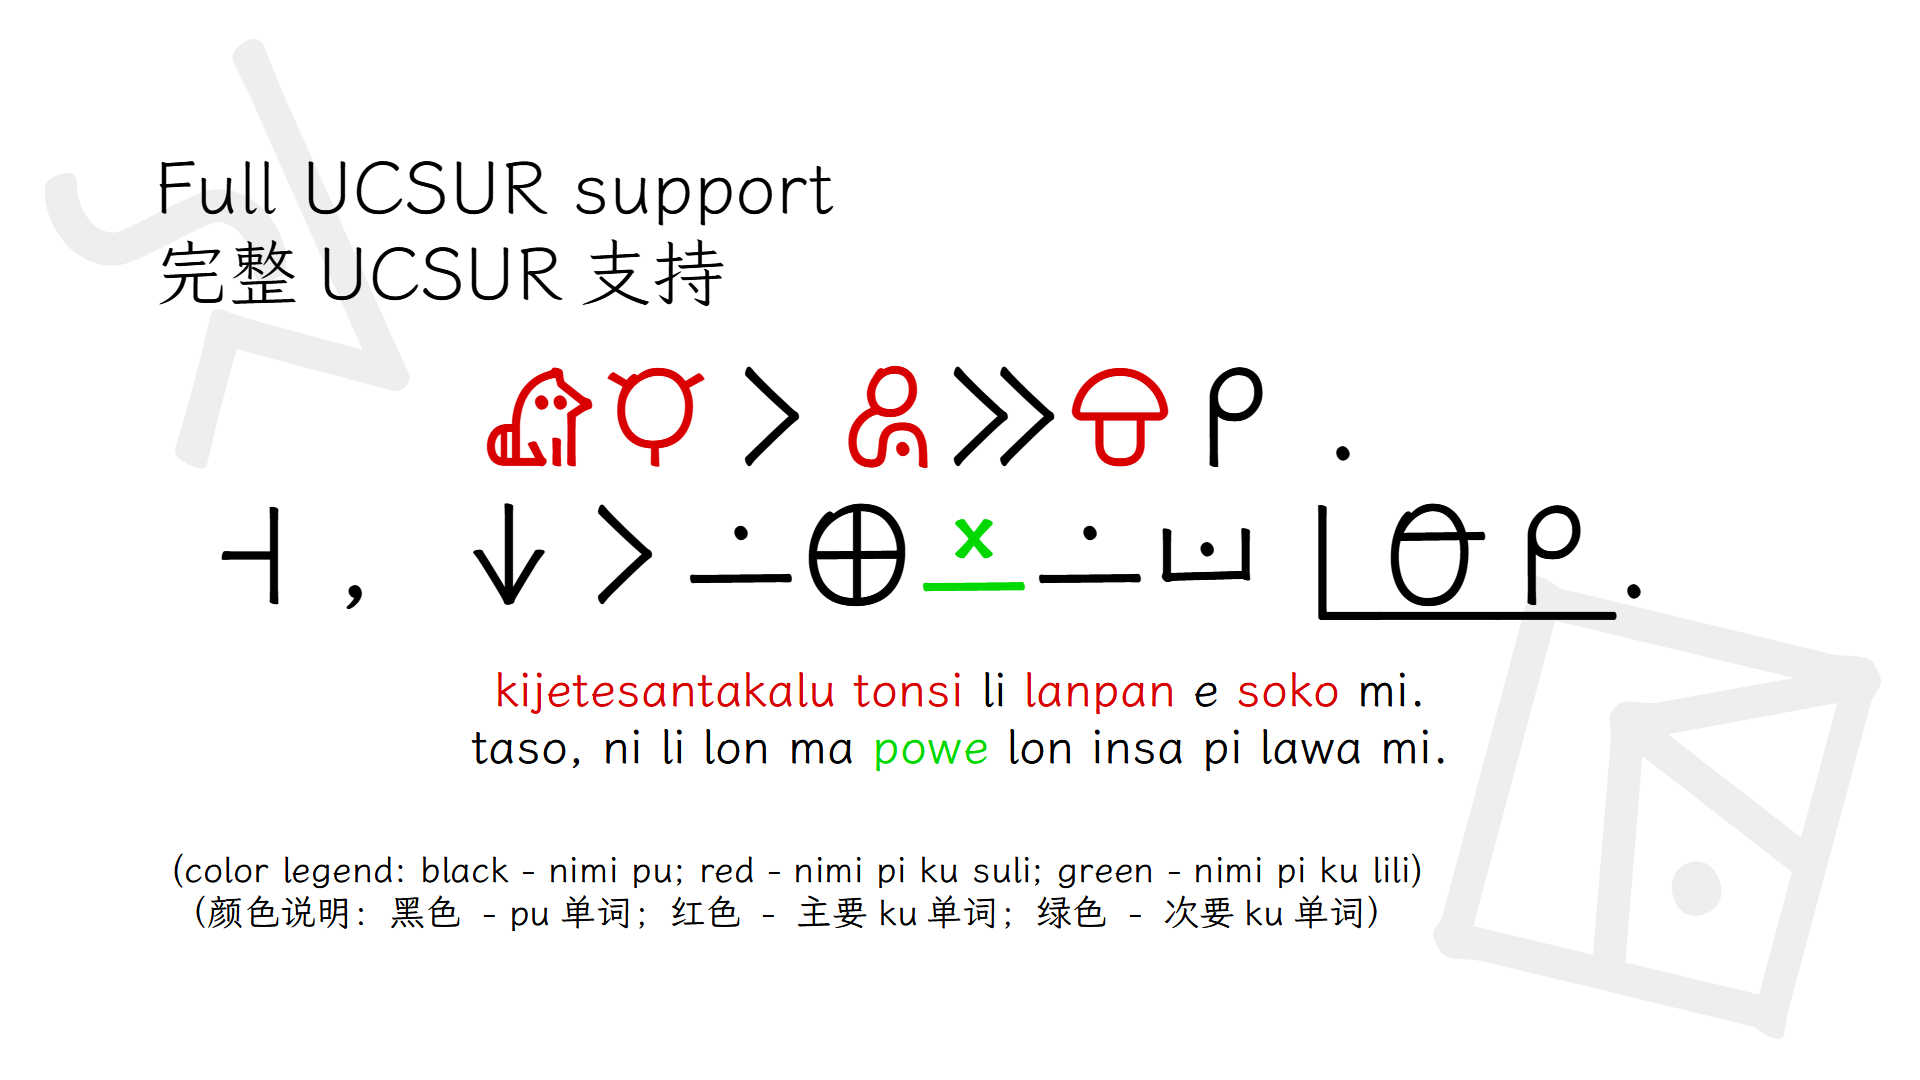 Full UCSUR support
完整 UCSUR 支持
󱦀󱥾󱤧󱦅󱤉󱦁󱤴.
󱥨, 󱥁󱤧󱤬󱤰󱧀󱤬󱤏󱥍󱤤󱤴.
kijetesantakalu tonsi li lanpan e soko mi.
taso, ni li lon ma powe lon insa pi lawa mi.
(color legend: black - nimi pu; red - nimi pi ku suli; green - nimi pi ku lili)
(颜色说明：黑色 - pu 单词；红色 - 主要 ku 单词；绿色 - 次要 ku 单词)